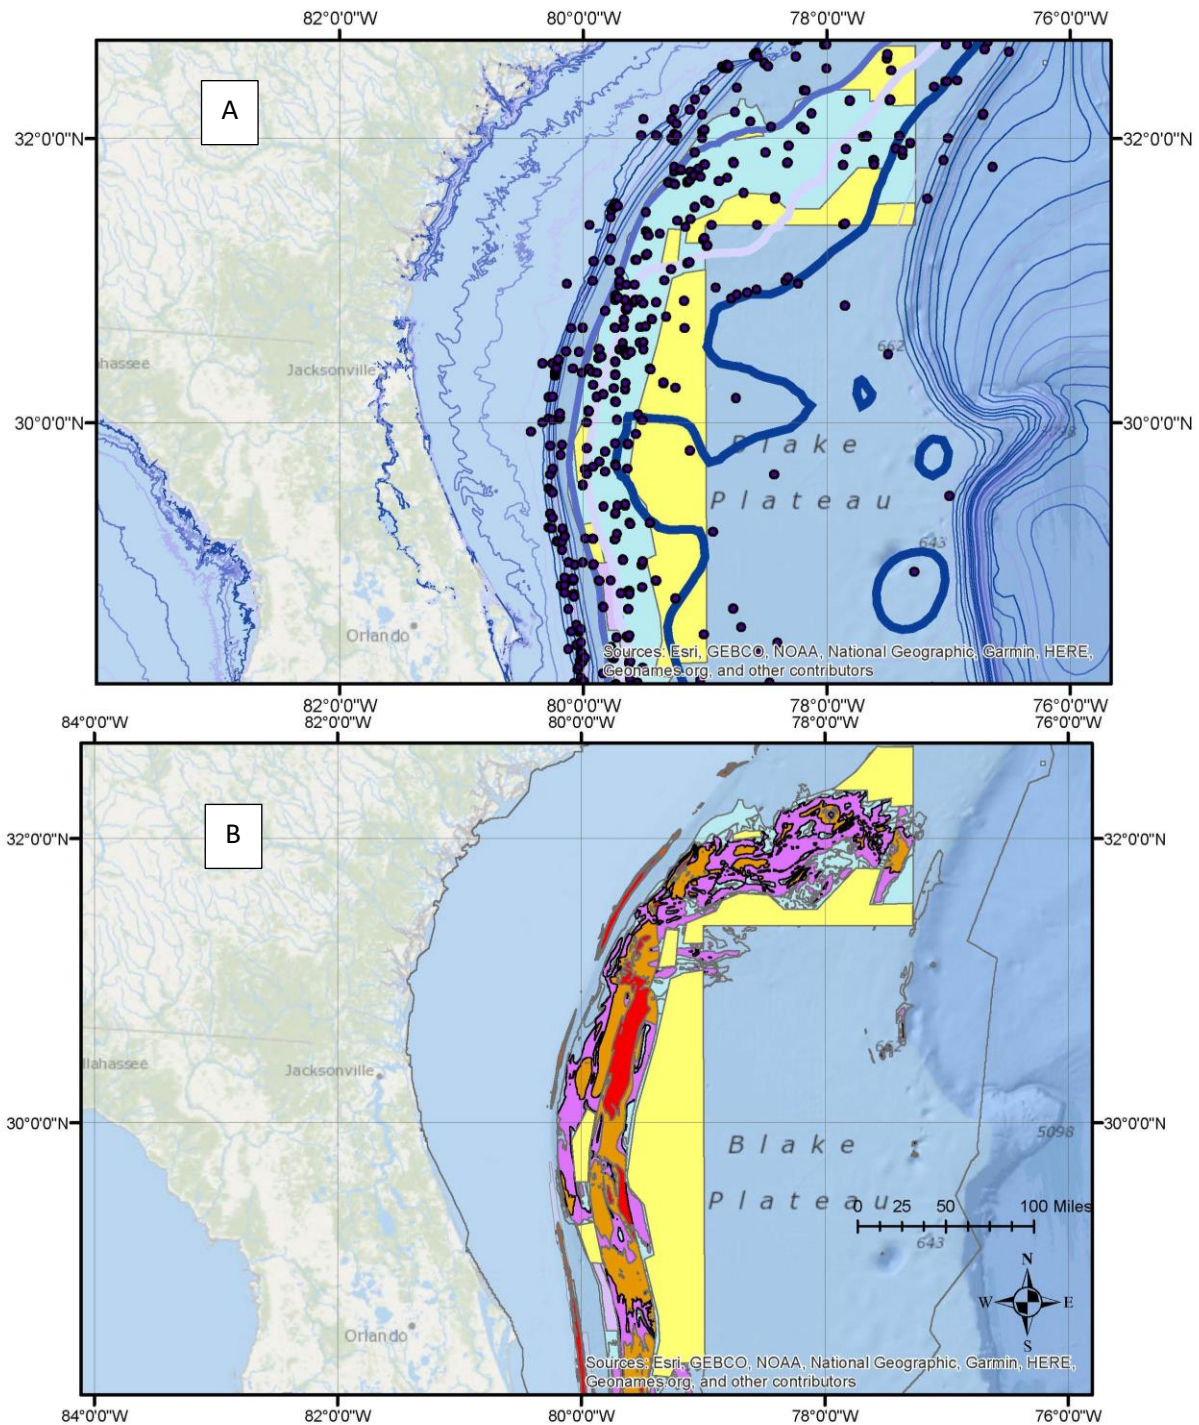 82°0'0"W 80°0'0"W 78°0'0"W 76°0'0"W
A
32°0'0"N 32°0'0"N
662
hassee
Jacksonville
30°0'0"N 30°0'0"N
Blake
Plateau
643
Orlando
Sources: Esri, GEBCO, NOAA, National Geographic, Garmin, HERE,
Geonames.org, and other contributors
82°0'0"W 80°0'0"W 78°0'0"W 76°0'0"W
84°0'0"W 82°0'0"W 80°0'0"W 78°0'0"W 76°0'0"W
B
32°0'0"N 32°0'0"N
662
llahassee
Jacksonville
30°0'0"N 30°0'0"N
5098
Blake
Plateau
0 25 50 100 Miles
643
N
W E
S
Orlando
Sources: Esri, GEBCO, NOAA, National Geographic, Garmin, HERE,
Geonames.org, and other contributors
84°0'0"W 82°0'0"W 80°0'0"W 78°0'0"W 76°0'0"W